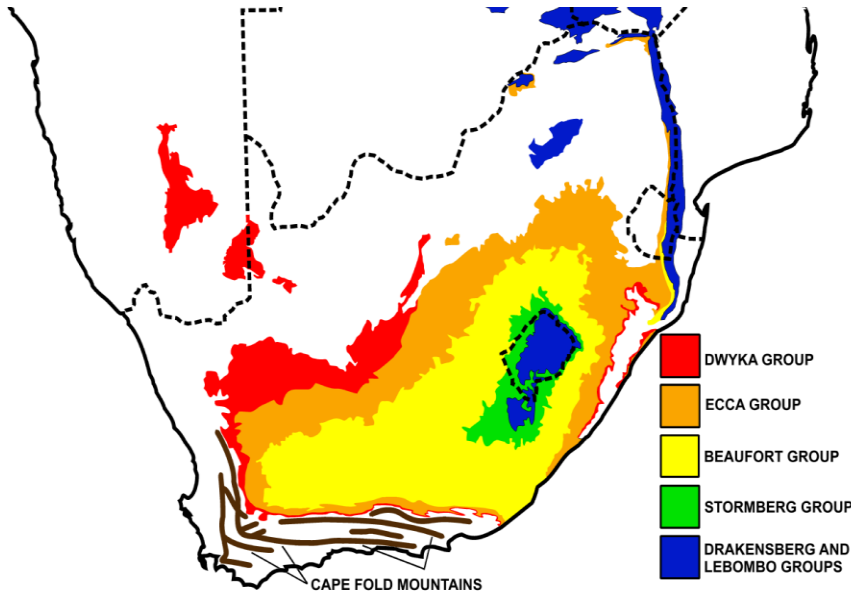 DWYKA GROUP
ECCA GROUP
BEAUFORT GROUP
STORMBERG GROUP
DRAKENSBERG AND
LEBOMBO GROUPS
CAPE FOLD MOUNTAINS